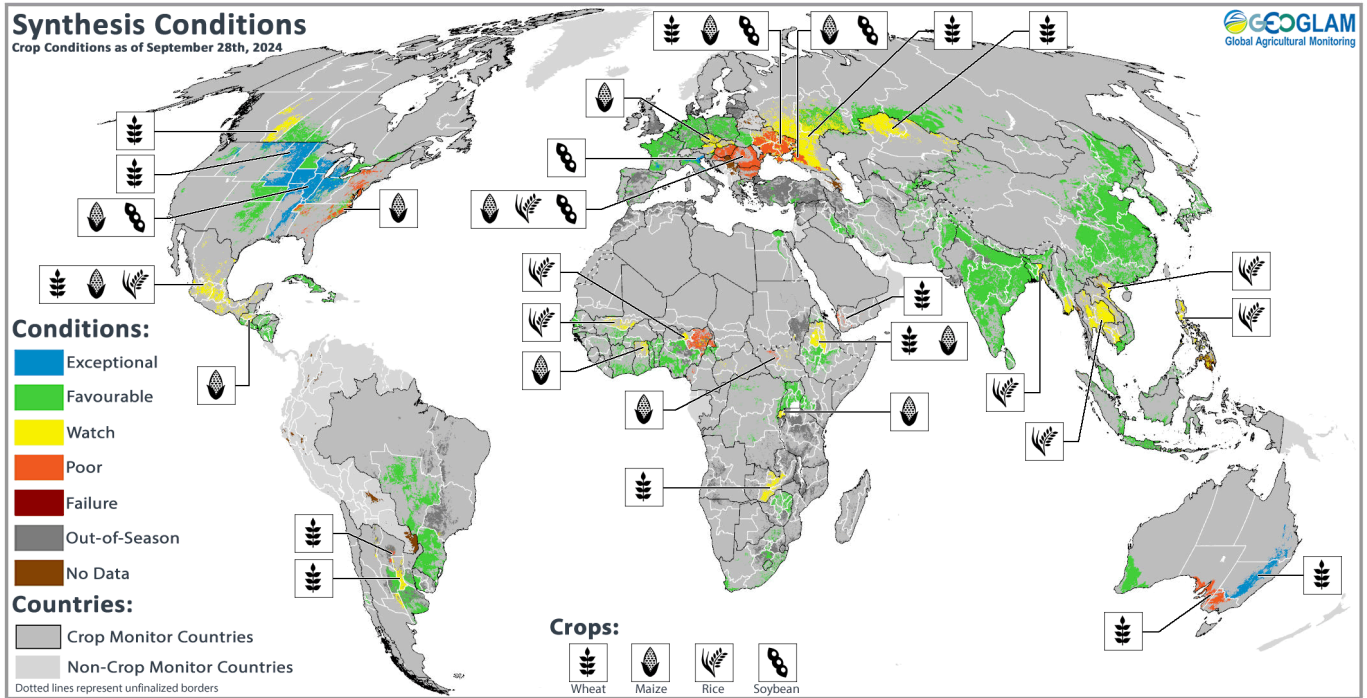 Synthesis Conditions
Crop Conditions as of September 28th, 2024
GEOGLAM
Global Agricultural Monitoring
Conditions:
Exceptional
Favourable
Watch
Poor
Failure
Out-of-Season
No Data
Countries:
Crop Monitor Countries
Non-Crop Monitor Countries
Dotted lines represent unfinalized borders
Crops:
Wheat
Maize
Rice
Soybean